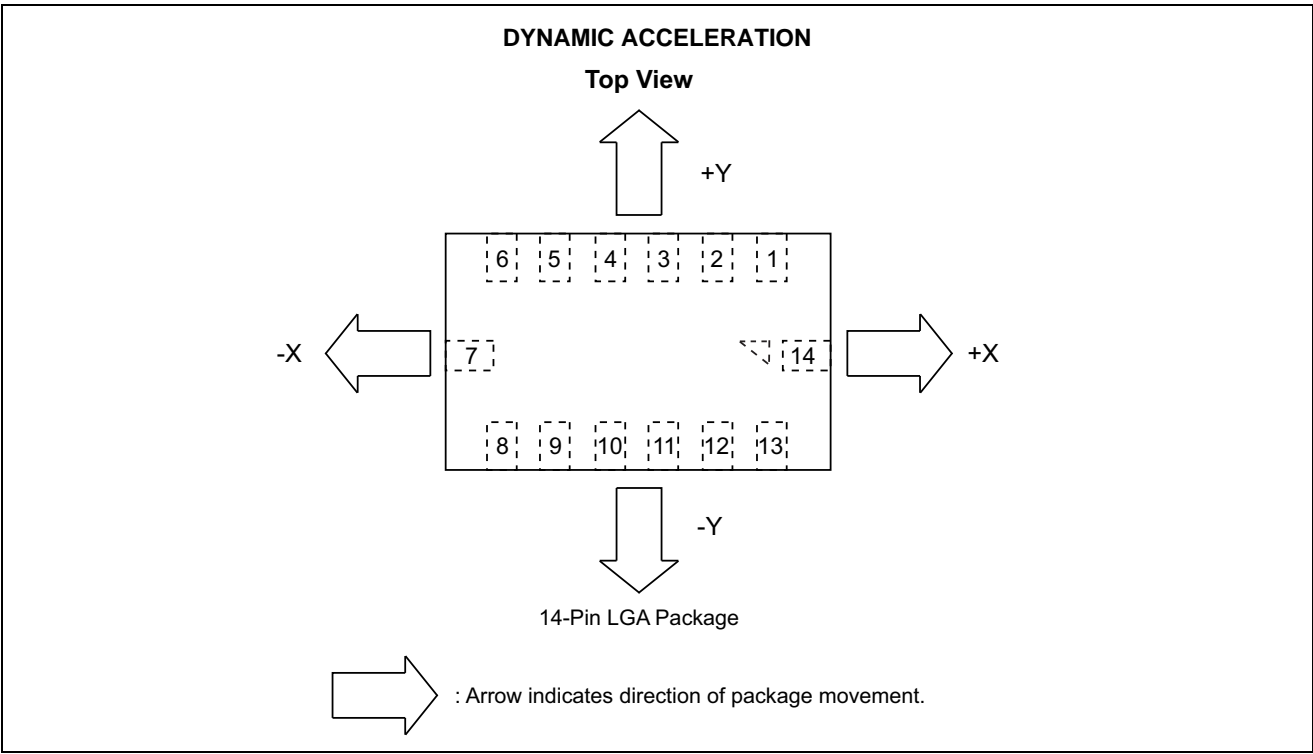 DYNAMIC ACCELERATION
Top View
+Y
6 5 4 3 2 1
-X 7 14 +X
8 9 10 11 12 13
-Y
14-Pin LGA Package
: Arrow indicates direction of package movement.